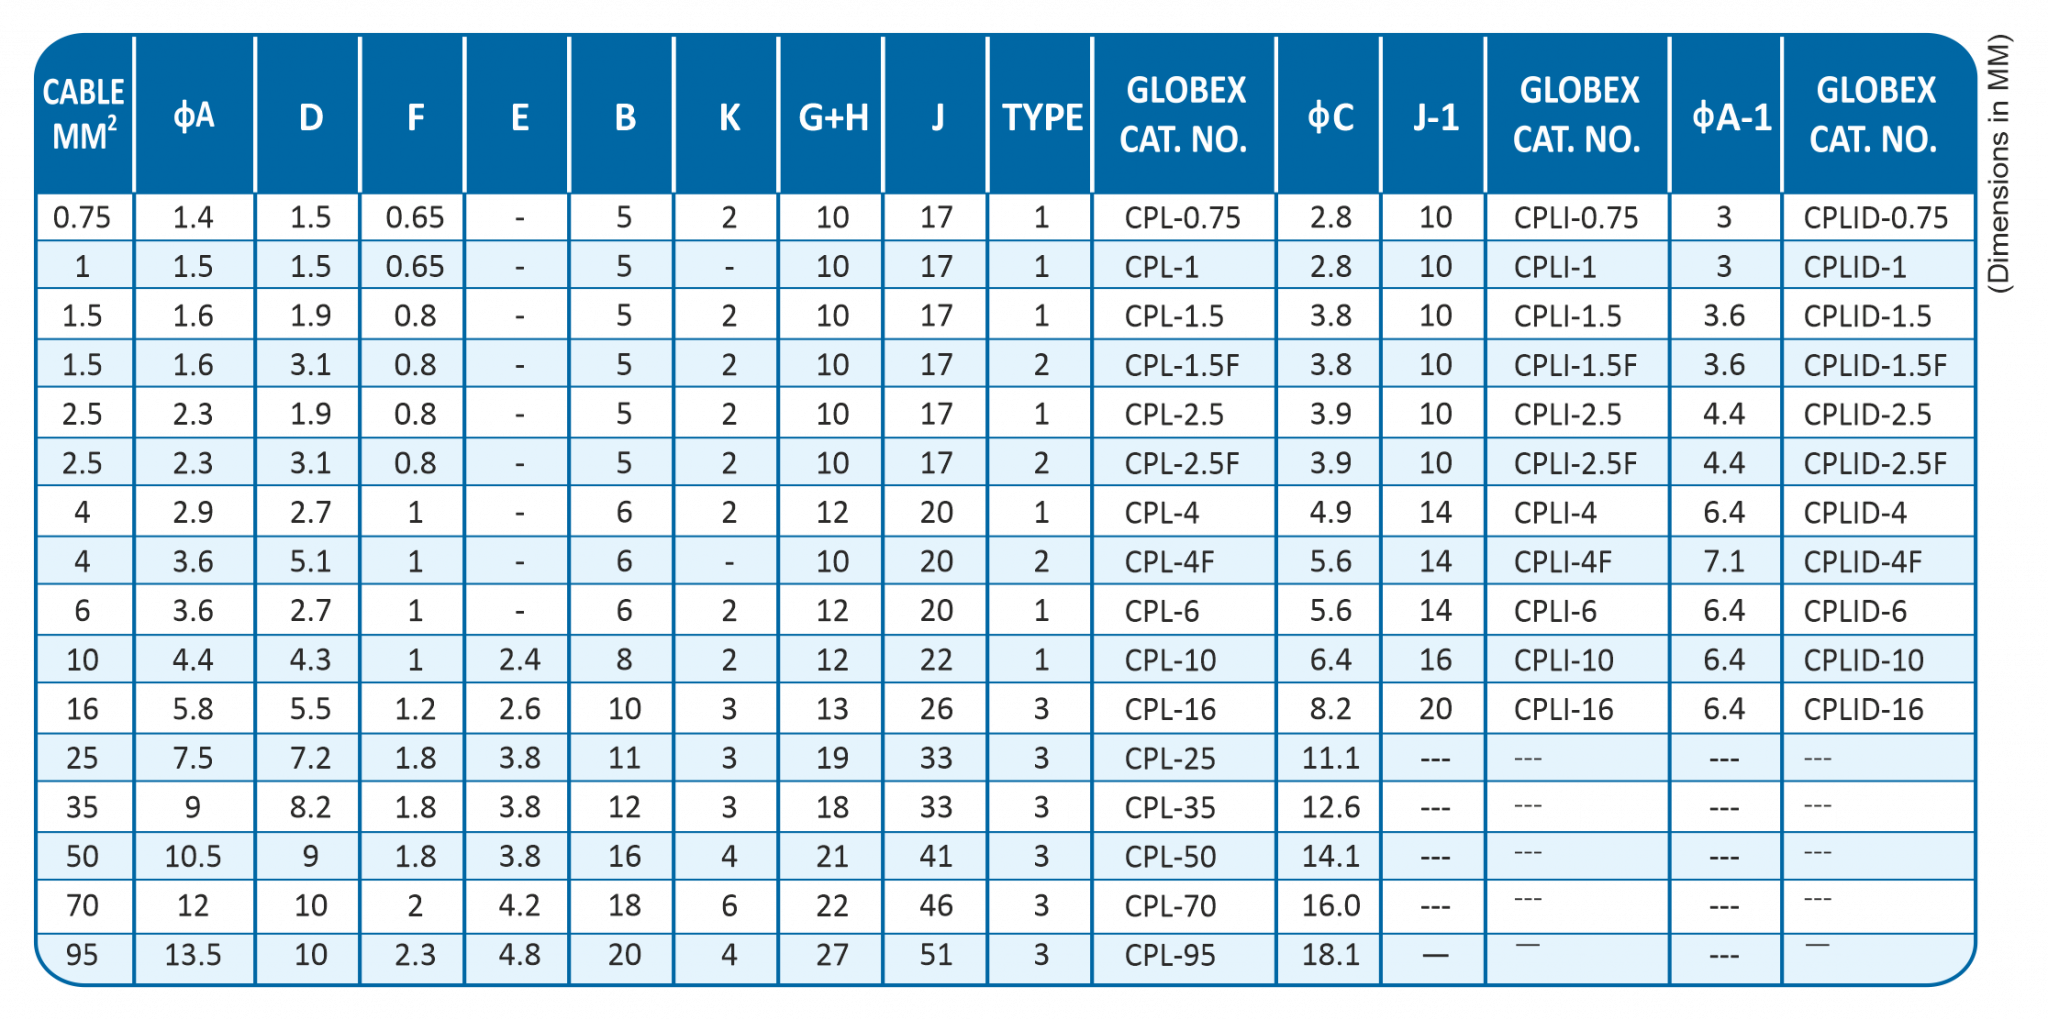 CABLE MM² ϕA D F E B K G+H J TYPE GLOBEX CAT. NO. ϕC J-1 GLOBEX CAT. NO. ϕA-1 GLOBEX CAT. NO.
(Dimensions in MM)
0.75 1.4 1.5 0.65 - 5 2 10 17 1 CPL-0.75 2.8 10 CPLI-0.75 3 CPLID-0.75
1 1.5 1.5 0.65 - 5 - 10 17 1 CPL-1 2.8 10 CPLI-1 3 CPLID-1
1.5 1.6 1.9 0.8 - 5 2 10 17 1 CPL-1.5 3.8 10 CPLI-1.5 3.6 CPLID-1.5
1.5 1.6 3.1 0.8 - 5 2 10 17 2 CPL-1.5F 3.8 10 CPLI-1.5F 3.6 CPLID-1.5F
2.5 2.3 1.9 0.8 - 5 2 10 17 1 CPL-2.5 3.9 10 CPLI-2.5 4.4 CPLID-2.5
2.5 2.3 3.1 0.8 - 5 2 10 17 2 CPL-2.5F 3.9 10 CPLI-2.5F 4.4 CPLID-2.5F
4 2.9 2.7 1 - 6 2 12 20 1 CPL-4 4.9 14 CPLI-4 6.4 CPLID-4
4 3.6 5.1 1 - 6 - 10 20 2 CPL-4F 5.6 14 CPLI-4F 7.1 CPLID-4F
6 3.6 2.7 1 - 6 2 12 20 1 CPL-6 5.6 14 CPLI-6 6.4 CPLID-6
10 4.4 4.3 1 2.4 8 2 12 22 1 CPL-10 6.4 16 CPLI-10 6.4 CPLID-10
16 5.8 5.5 1.2 2.6 10 3 13 26 3 CPL-16 8.2 20 CPLI-16 6.4 CPLID-16
25 7.5 7.2 1.8 3.8 11 3 19 33 3 CPL-25 11.1 --- --- --- ---
35 9 8.2 1.8 3.8 12 3 18 33 3 CPL-35 12.6 --- --- --- ---
50 10.5 9 1.8 3.8 16 4 21 41 3 CPL-50 14.1 --- --- --- ---
70 12 10 2 4.2 18 6 22 46 3 CPL-70 16.0 --- --- --- ---
95 13.5 10 2.3 4.8 20 4 27 51 3 CPL-95 18.1 — — --- —